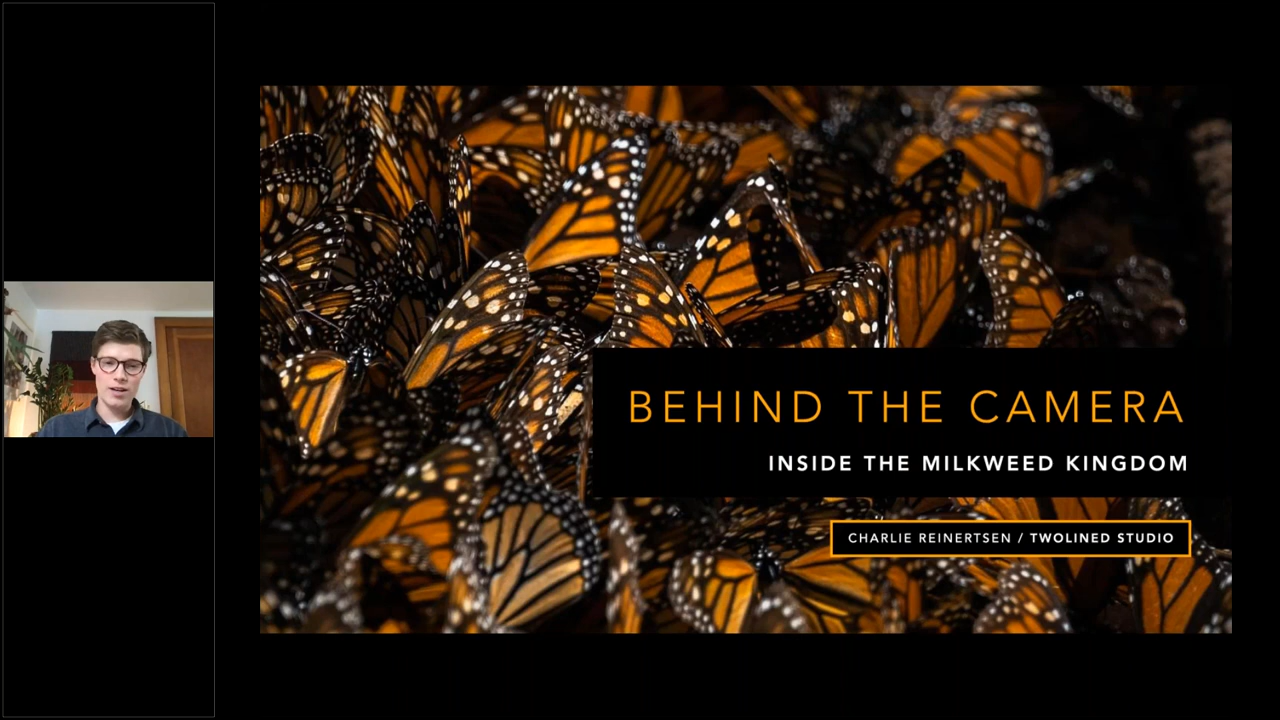 BEHIND THE CAMERA
INSIDE THE MILKWEED KINGDOM
CHARLIE REINERTSEN / TWOLINED STUDIO